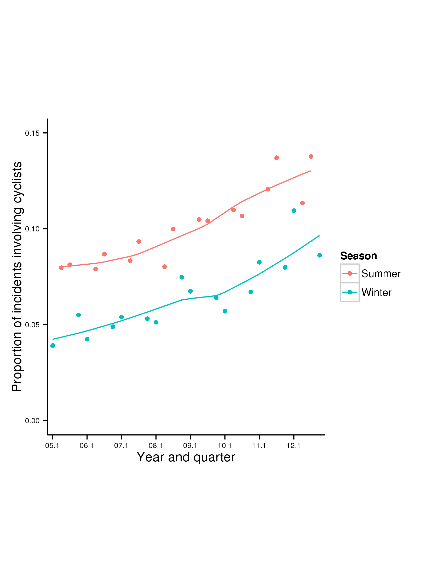 Proportion of incidents involving cyclists
0.15
0.10
0.05
0.00
05.1 06.1 07.1 08.1 09.1 10.1 11.1 12.1
Year and quarter
Season
Summer
Winter